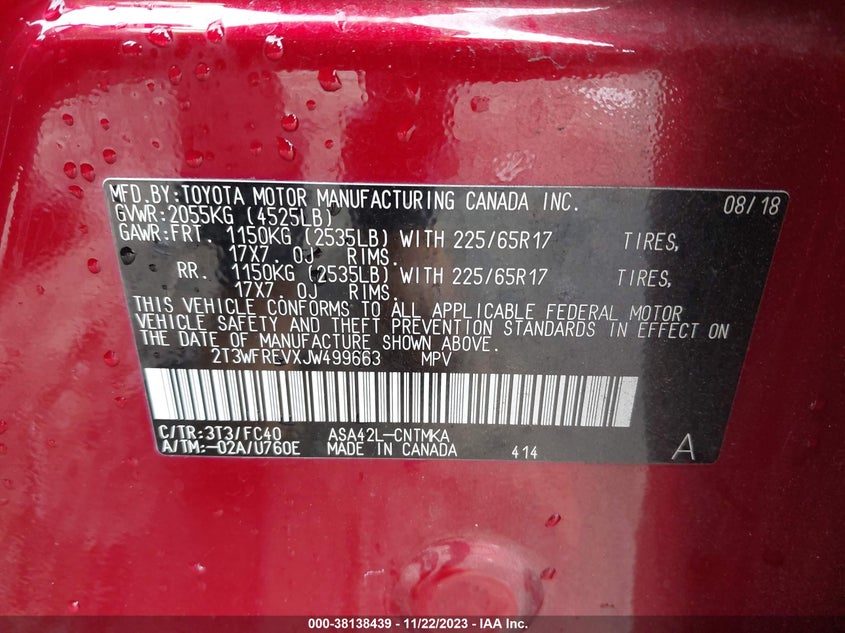 MFD.BY:TOYOTA MOTOR MANUFACTURING CANADA INC. 08/18
GVWR:2055KG (4525LB)
GAWR:FRT. 1150KG (2535LB) WITH 225/65R17 TIRES,
17X7. 0J RIMS.
RR. 1150KG (2535LB) WITH 225/65R17 TIRES,
17X7. 0J RIMS.
THIS VEHICLE CONFORMS TO ALL APPLICABLE FEDERAL MOTOR
VEHICLE SAFETY AND THEFT PREVENTION STANDARDS IN EFFECT ON
THE DATE OF MANUFACTURE SHOWN ABOVE.
2T3WFREVXJW499663 MPV
C/TR:3T3/FC40 ASA42L-CNTMKA
A/TM:-02A/U760E MADE IN CANADA 414 A
000-38138439 - 11/22/2023 - IAA Inc.